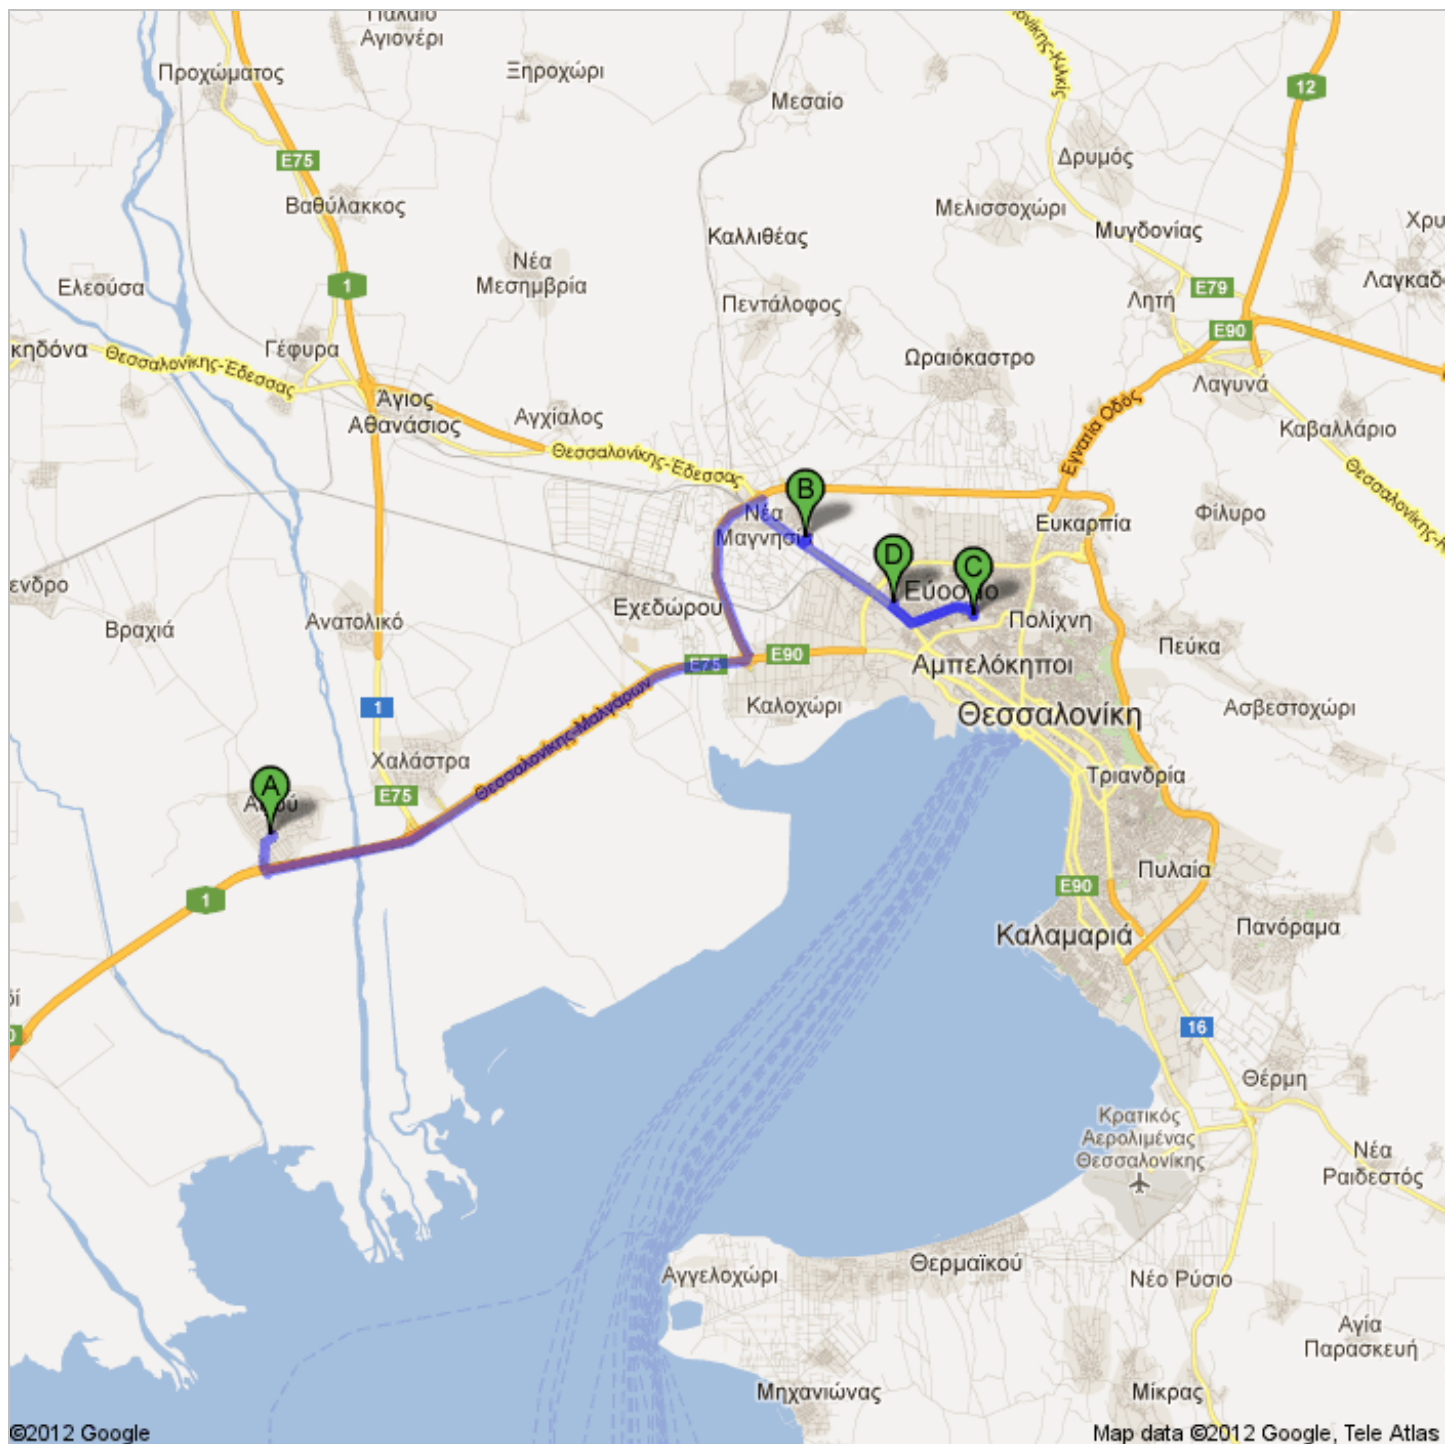 Παλαιό
Αγιονέρι
Προχώματος
Ξηροχώρι
Μεσαίο
12
Δρυμός
E75
Βαθύλακκος
Μελισσοχώρι
Καλλιθέας
Μυγδονίας
Νέα
Μεσημβρία
Ελεούσα
1
Πεντάλοφος
Λητή
E79
E90
Γέφυρα
κηδόνα
Θεσσαλονίκης-Έδεσσας
Ωραιόκαστρο
Λαγυνά
Άγιος
Αθανάσιος
Αγχίαλος
Εγνατία Οδός
Καβαλλάριο
Θεσσαλονίκης-Έδεσσας
B
Νέα
Μαγνησία
Φίλυρο
Ευκαρπία
D
C
Εύοσμο
ενδρο
Βραχιά
Ανατολικό
Εχεδώρου
Πολίχνη
Πεύκα
E75
E90
Αμπελόκηποι
1
Καλοχώρι
Θεσσαλονίκη
Ασβεστοχώρι
Χαλάστρα
Θεσσαλονίκης-Μαλγάρων
Τριανδρία
A
E75
1
E90
Πυλαία
Καλαμαριά
Πανόραμα
16
Θέρμη
Κρατικός
Αερολιμένας
Θεσσαλονίκης
Νέα
Ραιδεστός
Αγγελοχώρι
Θερμαϊκού
Νέο Ρύσιο
Αγία
Παρασκευή
Μηχανιώνας
Μίκρας
©2012 Google
Map data ©2012 Google, Tele Atlas